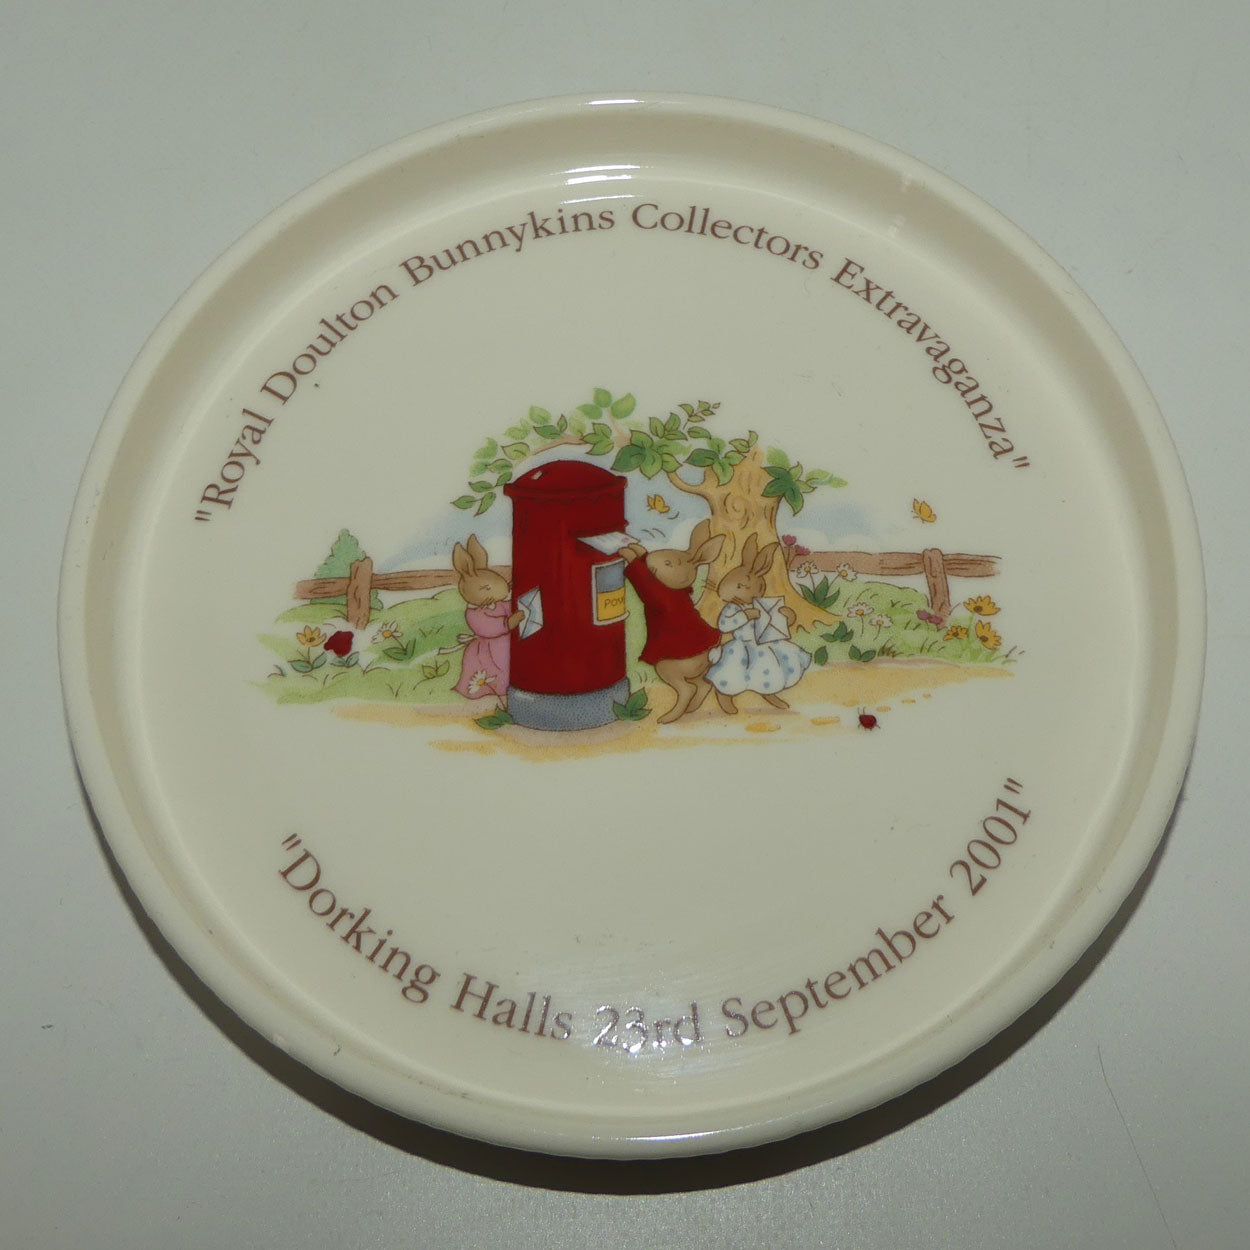 "Royal Doulton Bunnykins Collectors Extravaganza"
"Dorking Halls 23rd September 2001"